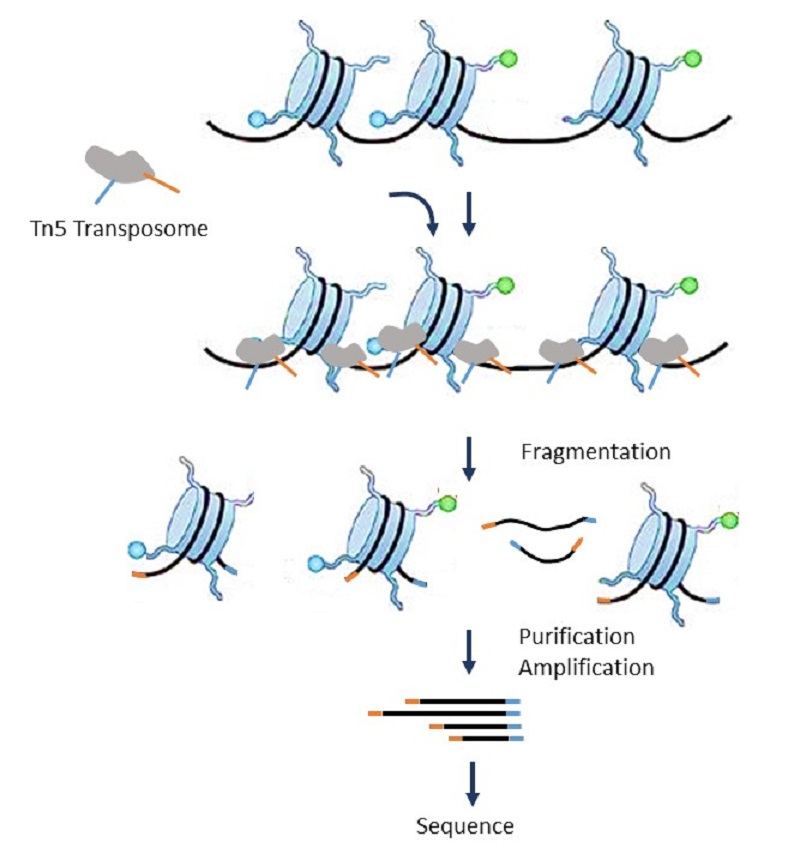 Tn5 Transposome
Fragmentation
Purification
Amplification
Sequence